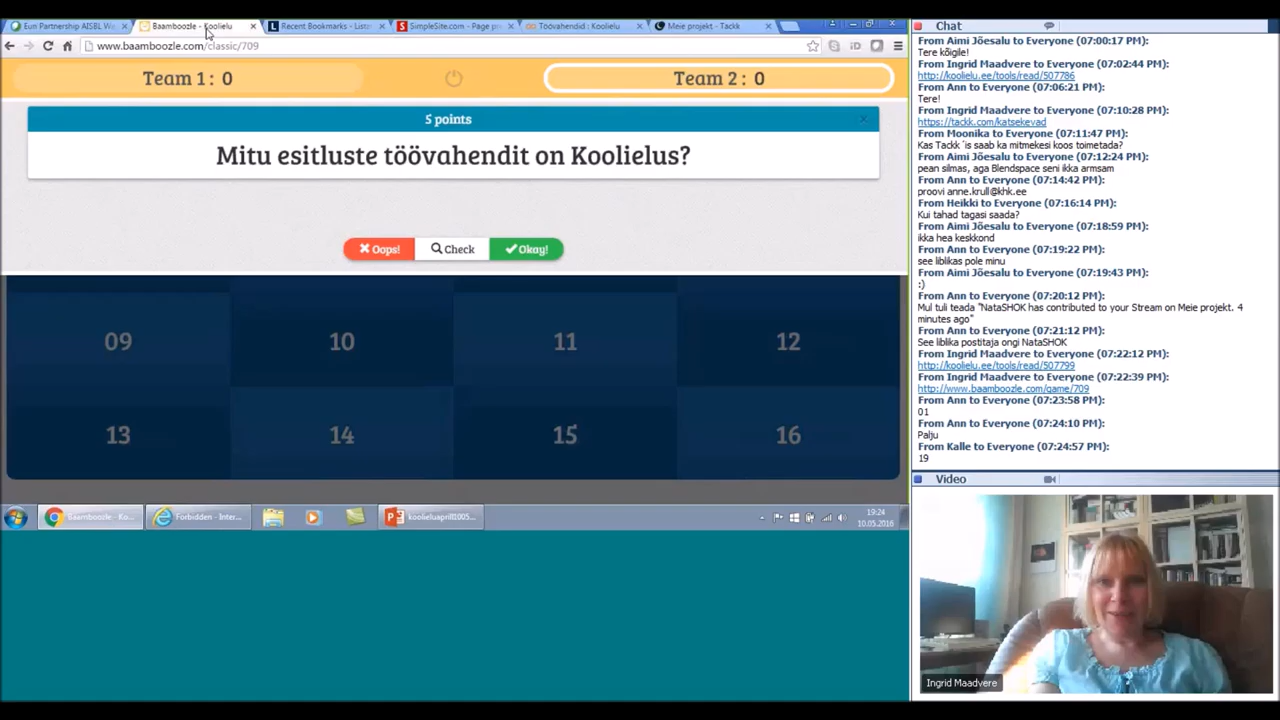 Eun Partnership AISBL W
Baamboozle - Koolielu
Recent Bookmarks - Listo
SimpleSite.com - Page pr
Töövahendid : Koolielu
Meie projekt - Tackk
www.baamboozle.com/classic/709
Team 1 : 0
Team 2 : 0
5 points
Mitu esitluste töövahendit on Koolielus?
Oops!
Check
Okay!
09
10
11
12
13
14
15
16
Baamboozle - Ko...
Forbidden - Inter...
koolieluaprill1005...
19:24
10.05.2016
Chat
From Aimi Jõesalu to Everyone (07:00:17 PM):
Tere kõigile!
From Ingrid Maadvere to Everyone (07:02:44 PM):
http://koolielu.ee/tools/read/507786
From Ann to Everyone (07:06:21 PM):
Tere!
From Ingrid Maadvere to Everyone (07:10:28 PM):
https://tackk.com/katsekevad
From Moonika to Everyone (07:11:47 PM):
Kas Tackk´is saab ka mitmekesi koos toimetada?
From Aimi Jõesalu to Everyone (07:12:24 PM):
pean silmas, aga Blendspace seni ikka armsam
From Ann to Everyone (07:14:42 PM):
proovi anne.krull@khk.ee
From Heikki to Everyone (07:16:14 PM):
Kui tahad tagasi saada?
From Aimi Jõesalu to Everyone (07:18:59 PM):
ikka hea keskkond
From Ann to Everyone (07:19:22 PM):
see liblikas pole minu
From Aimi Jõesalu to Everyone (07:19:43 PM):
:)
From Ann to Everyone (07:20:12 PM):
Mul tuli teada "NataSHOK has contributed to your Stream on Meie projekt. 4
minutes ago"
From Ann to Everyone (07:21:12 PM):
See liblika postitaja ongi NataSHOK
From Ingrid Maadvere to Everyone (07:22:12 PM):
http://koolielu.ee/tools/read/507799
From Ingrid Maadvere to Everyone (07:22:39 PM):
http://www.baamboozle.com/game/709
From Ann to Everyone (07:23:58 PM):
01
From Ann to Everyone (07:24:10 PM):
Palju
From Kalle to Everyone (07:24:57 PM):
19
Video
Ingrid Maadvere